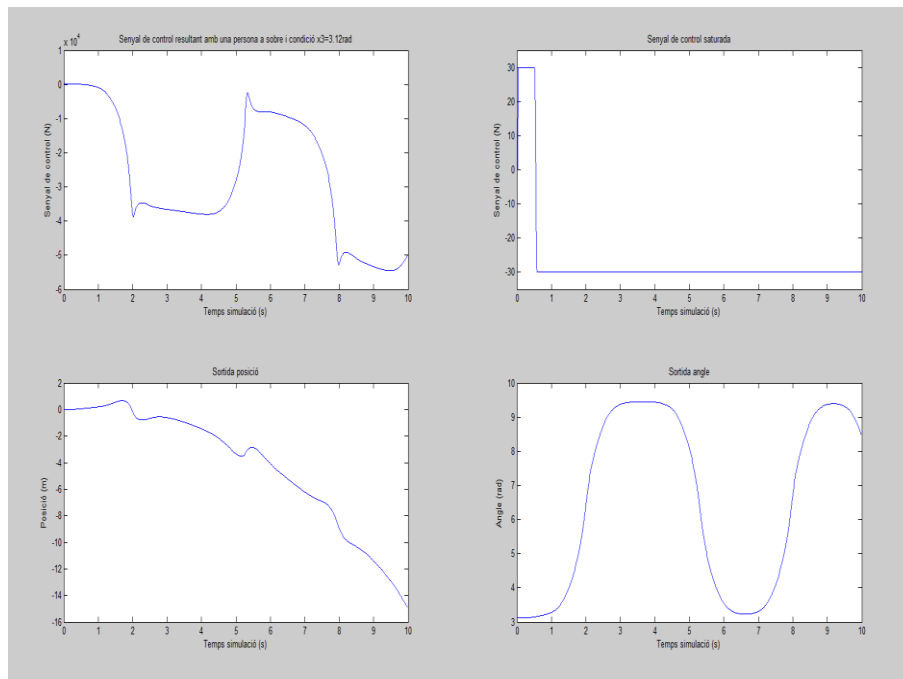 Senyal de control resultant amb una persona a sobre i condició x3=3.12rad
x 10^4
Senyal de control (N)
1
0
-1
-2
-3
-4
-5
-6
0 1 2 3 4 5 6 7 8 9 10
Temps simulació (s)
Senyal de control saturada
Senyal de control (N)
30
20
10
0
-10
-20
-30
0 1 2 3 4 5 6 7 8 9 10
Temps simulació (s)
Sortida posició
Posició (m)
2
0
-2
-4
-6
-8
-10
-12
-14
-16
0 1 2 3 4 5 6 7 8 9 10
Temps simulació (s)
Sortida angle
Angle (rad)
10
9
8
7
6
5
4
3
0 1 2 3 4 5 6 7 8 9 10
Temps simulació (s)